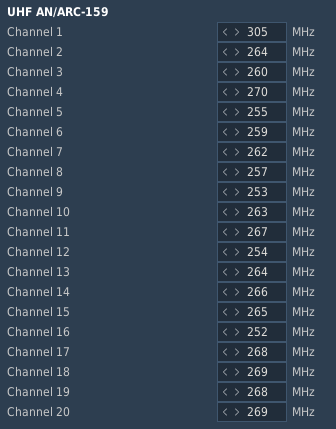 UHF AN/ARC-159
Channel 1 < > 305 MHz
Channel 2 < > 264 MHz
Channel 3 < > 260 MHz
Channel 4 < > 270 MHz
Channel 5 < > 255 MHz
Channel 6 < > 259 MHz
Channel 7 < > 262 MHz
Channel 8 < > 257 MHz
Channel 9 < > 253 MHz
Channel 10 < > 263 MHz
Channel 11 < > 267 MHz
Channel 12 < > 254 MHz
Channel 13 < > 264 MHz
Channel 14 < > 266 MHz
Channel 15 < > 265 MHz
Channel 16 < > 252 MHz
Channel 17 < > 268 MHz
Channel 18 < > 269 MHz
Channel 19 < > 268 MHz
Channel 20 < > 269 MHz